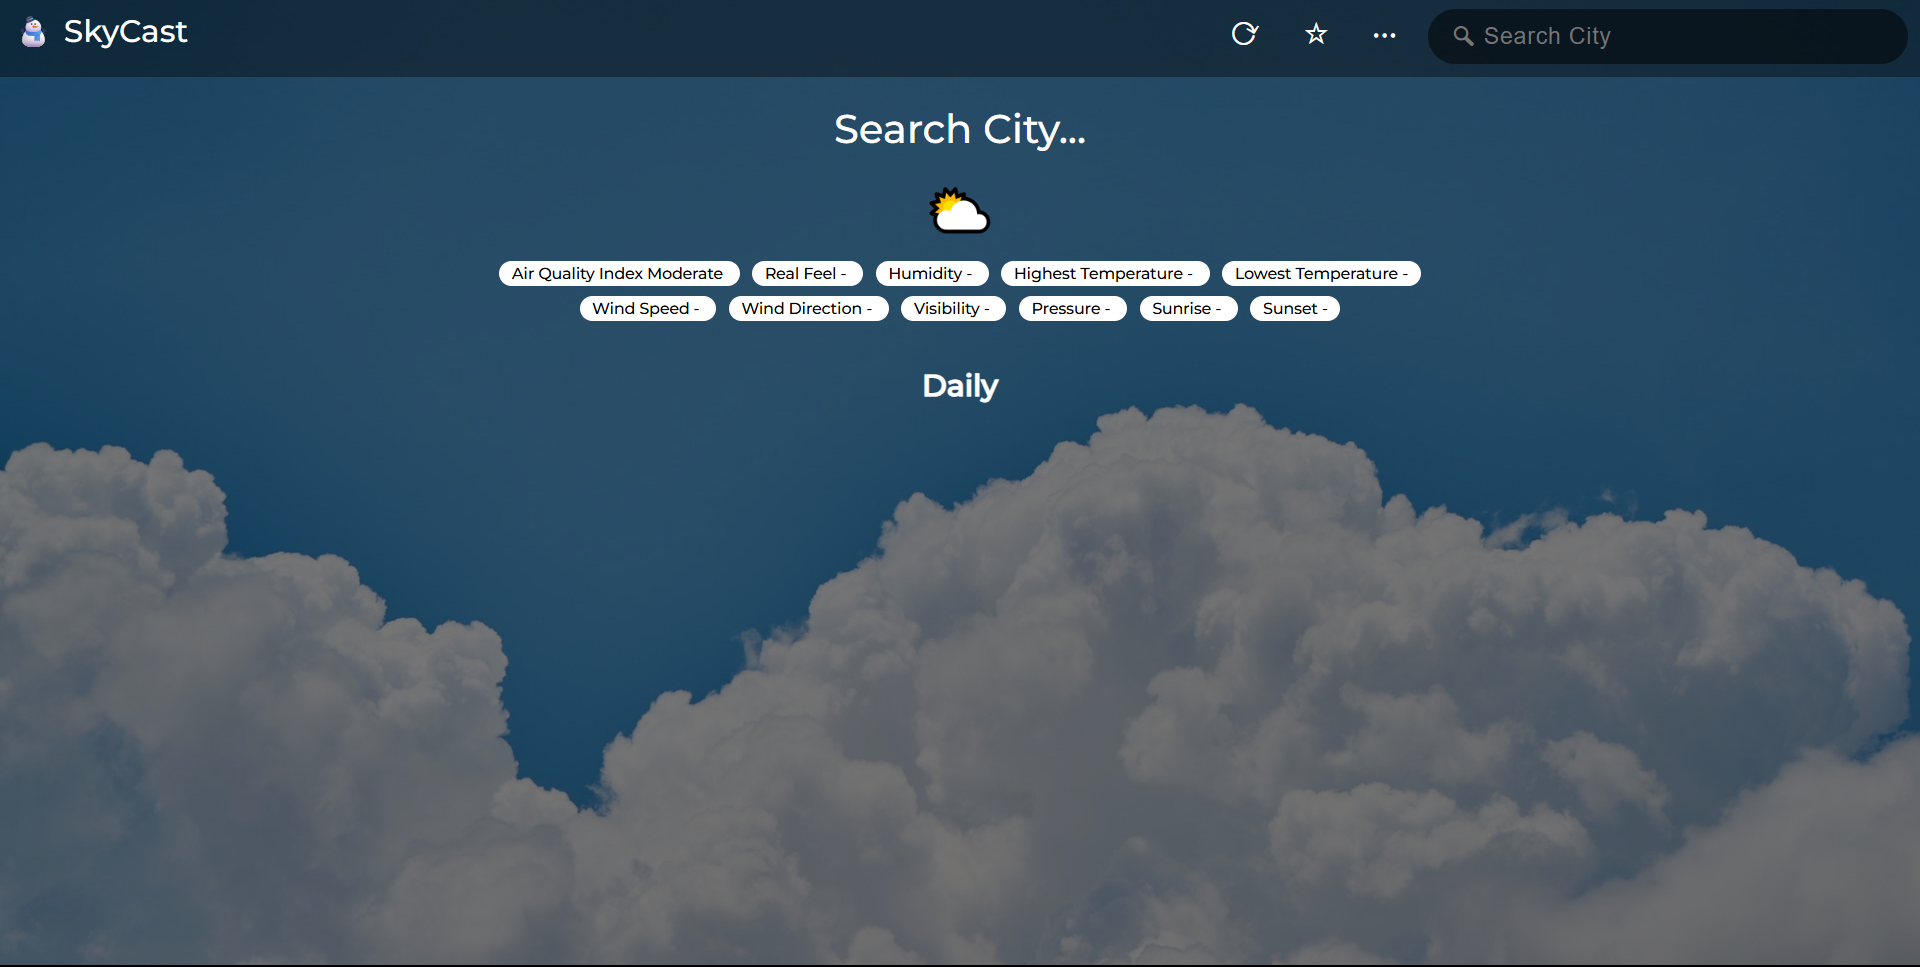 SkyCast
Search City
Search City...
Air Quality Index Moderate Real Feel - Humidity - Highest Temperature - Lowest Temperature -
Wind Speed - Wind Direction - Visibility - Pressure - Sunrise - Sunset -
Daily